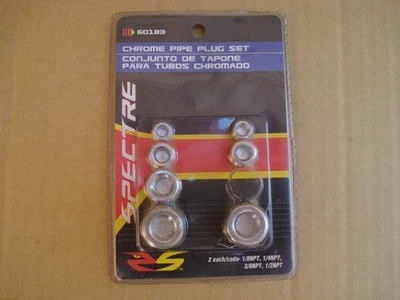 60183
CHROME PIPE PLUG SET
CONJUNTO DE TAPONE
PARA TUBOS CHROMADO
SPECTRE
2 each/cada- 1/8NPT, 1/4NPT,
3/8NPT, 1/2NPT